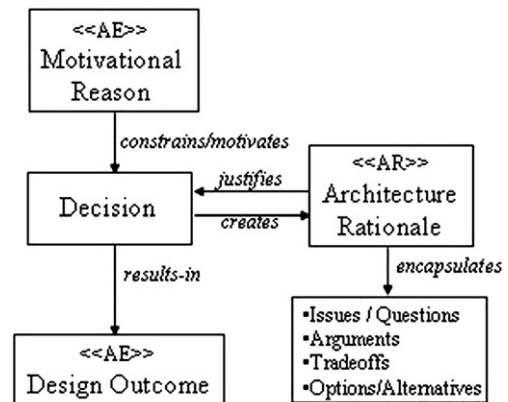 <<AE>>
Motivational
Reason
constrains/motivates
<<AR>>
Architecture
Rationale
justifies
Decision
creates
encapsulates
results-in
▪Issues / Questions
▪Arguments
▪Tradeoffs
▪Options/Alternatives
<<AE>>
Design Outcome